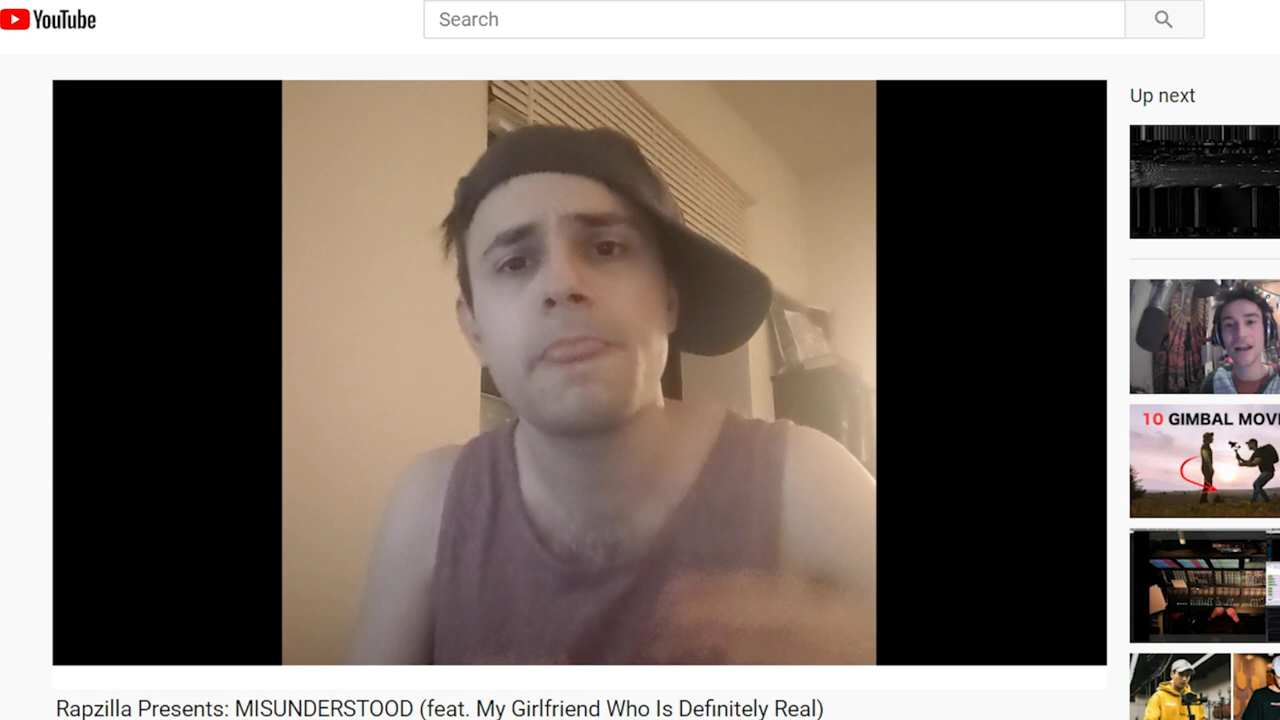 YouTube
Search
Up next
10 GIMBAL MOV
Rapzilla Presents: MISUNDERSTOOD (feat. My Girlfriend Who Is Definitely Real)